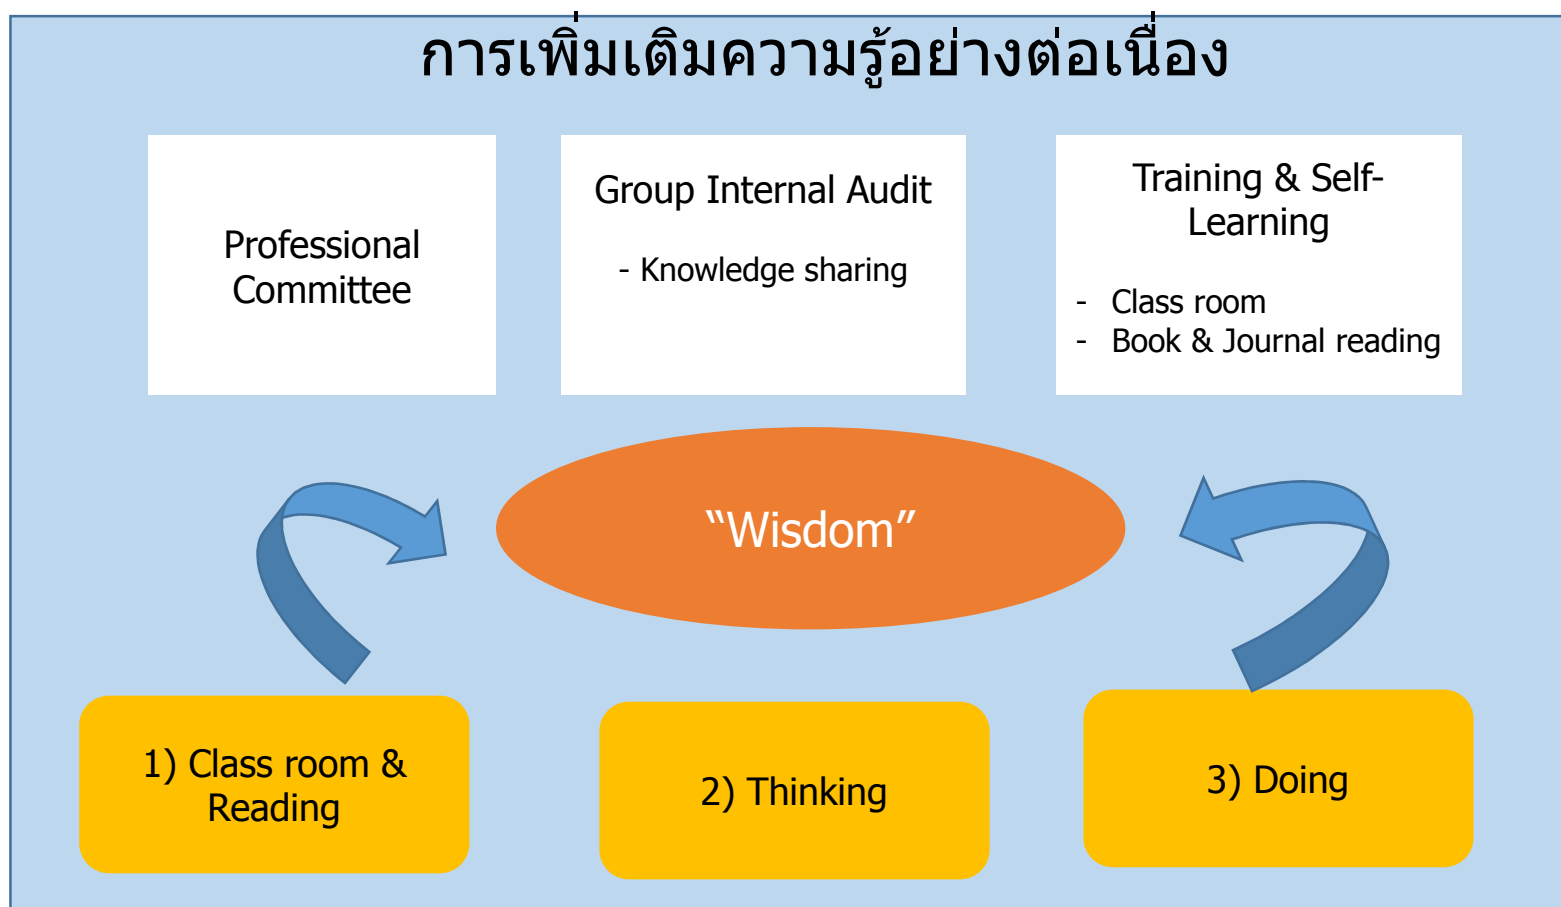 การเพิ่มเติมความรู้อย่างต่อเนื่อง
Professional
Committee
Group Internal Audit
- Knowledge sharing
Training & Self-
Learning
- Class room
- Book & Journal reading
“Wisdom”
1) Class room &
Reading
2) Thinking
3) Doing